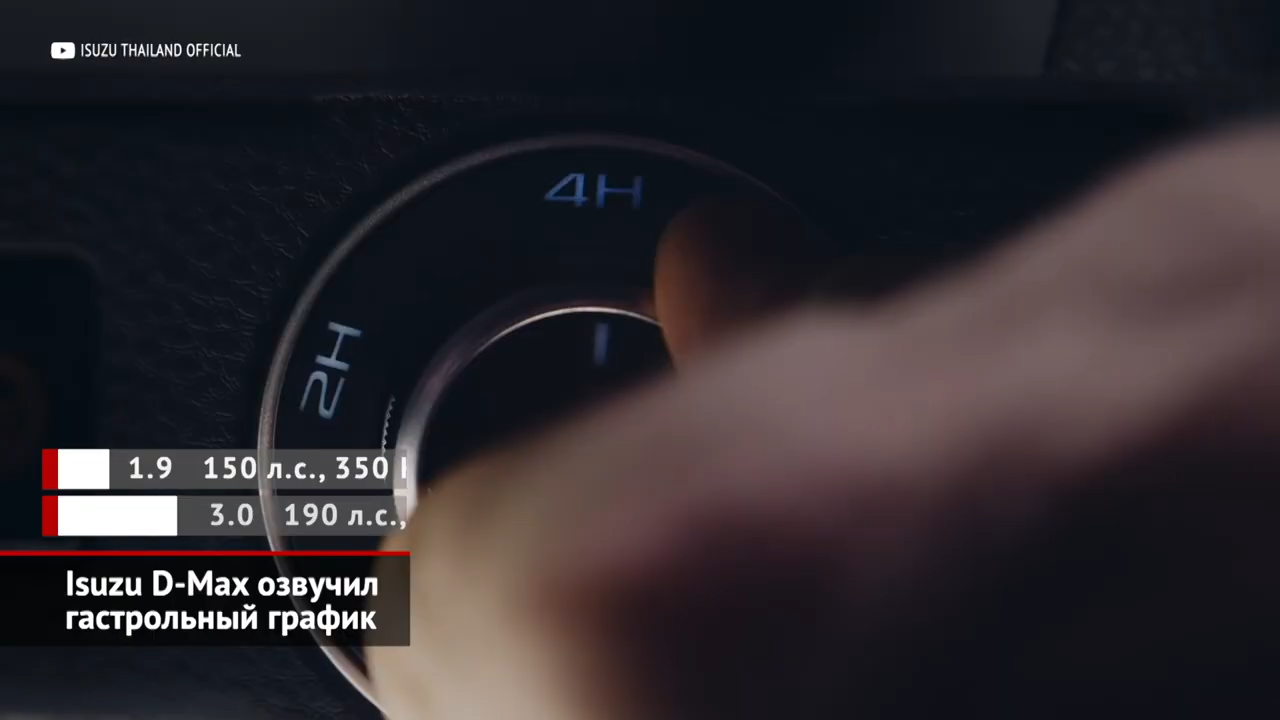 ISUZU THAILAND OFFICIAL
4H
2H
1.9 150 л.с., 350
3.0 190 л.с.,
Isuzu D-Max озвучил
гастрольный график